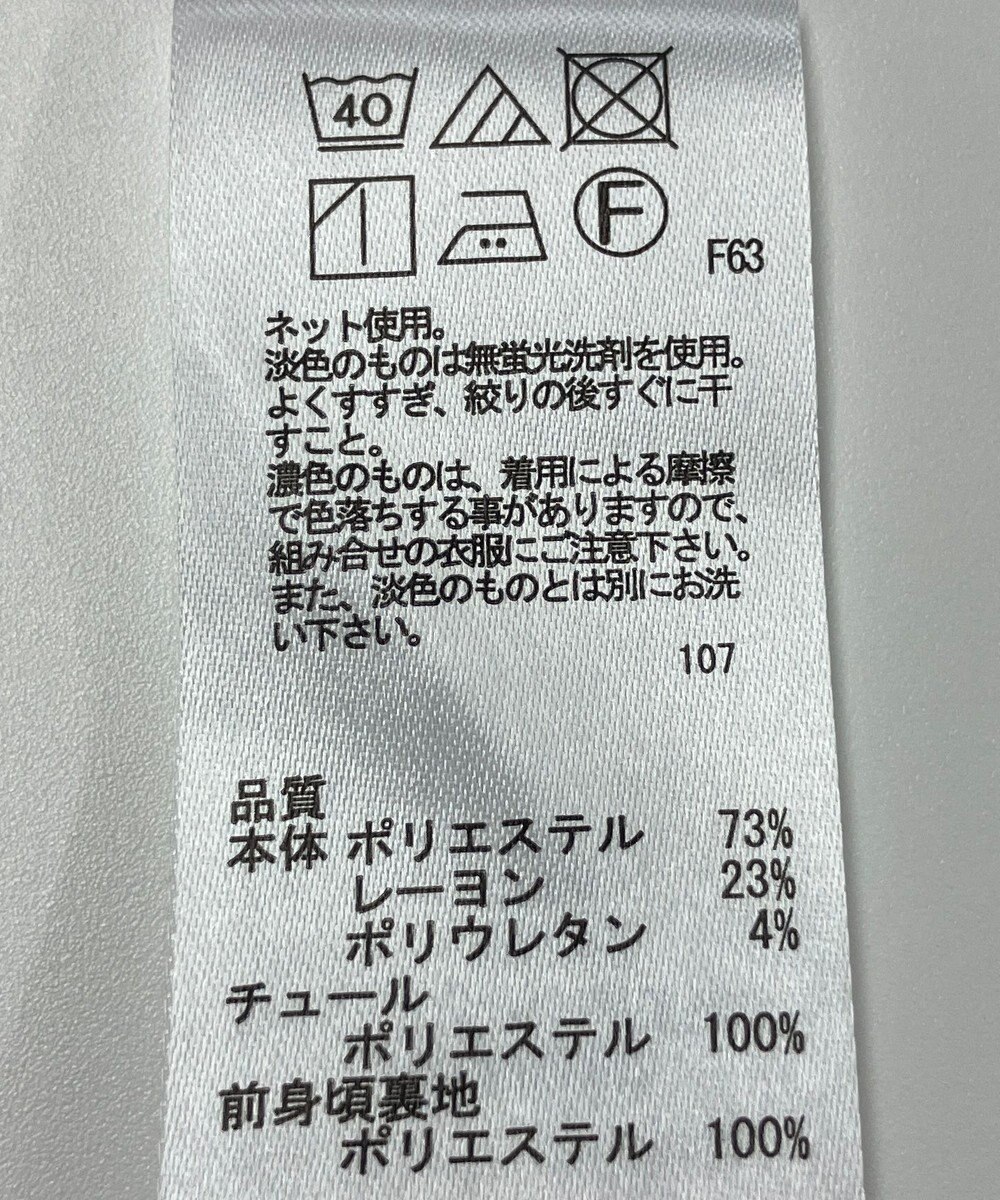 40
F
F63
ネット使用。
淡色のものは無蛍光洗剤を使用。
よくすすぎ、絞りの後すぐに干
すこと。
濃色のものは、着用による摩擦
で色落ちする事がありますので、
組み合せの衣服にご注意下さい。
また、淡色のものとは別にお洗
い下さい。
107
品質
本体 ポリエステル 73%
レーヨン 23%
ポリウレタン 4%
チュール
ポリエステル 100%
前身頃裏地
ポリエステル 100%